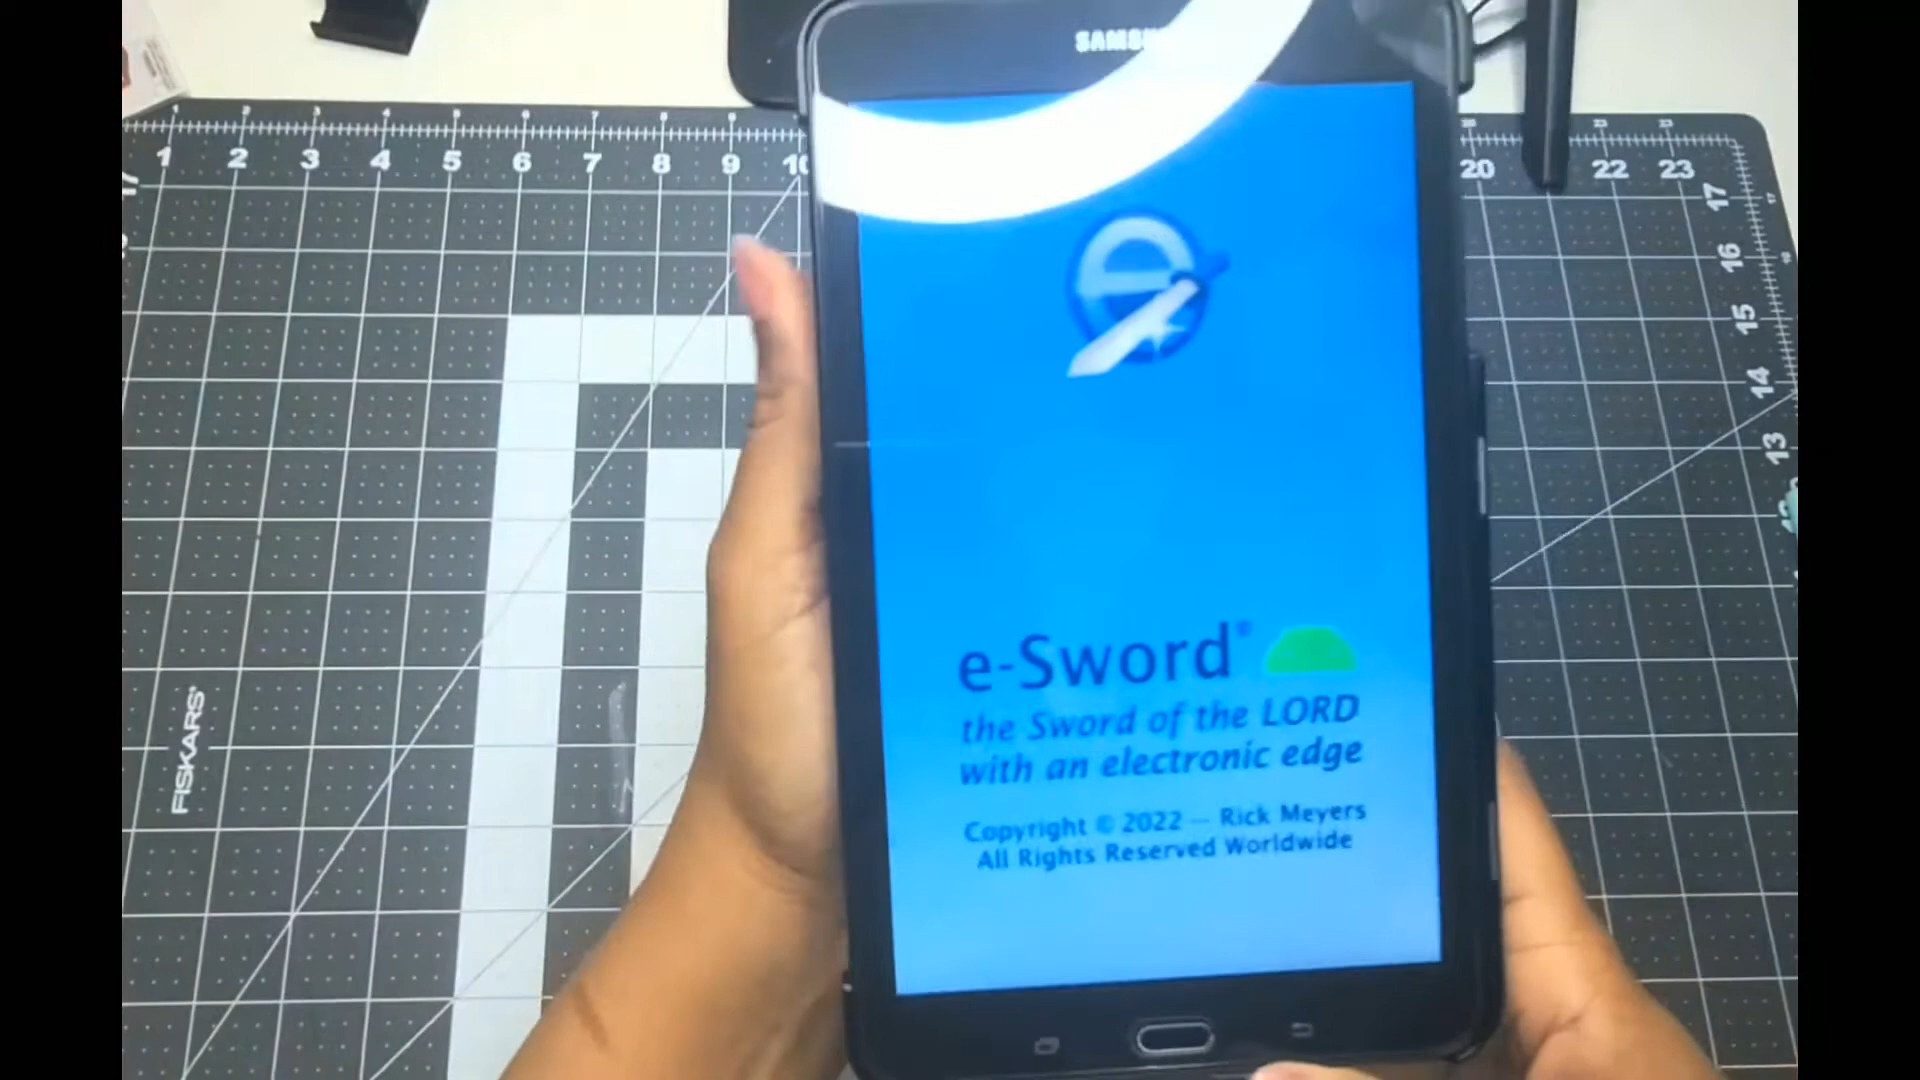 1 2 3 4 5 6 7 8 9
20 22 23
17
16
15
14
13
FISKARS
e-Sword®
the Sword of the LORD
with an electronic edge
Copyright © 2022 — Rick Meyers
All Rights Reserved Worldwide